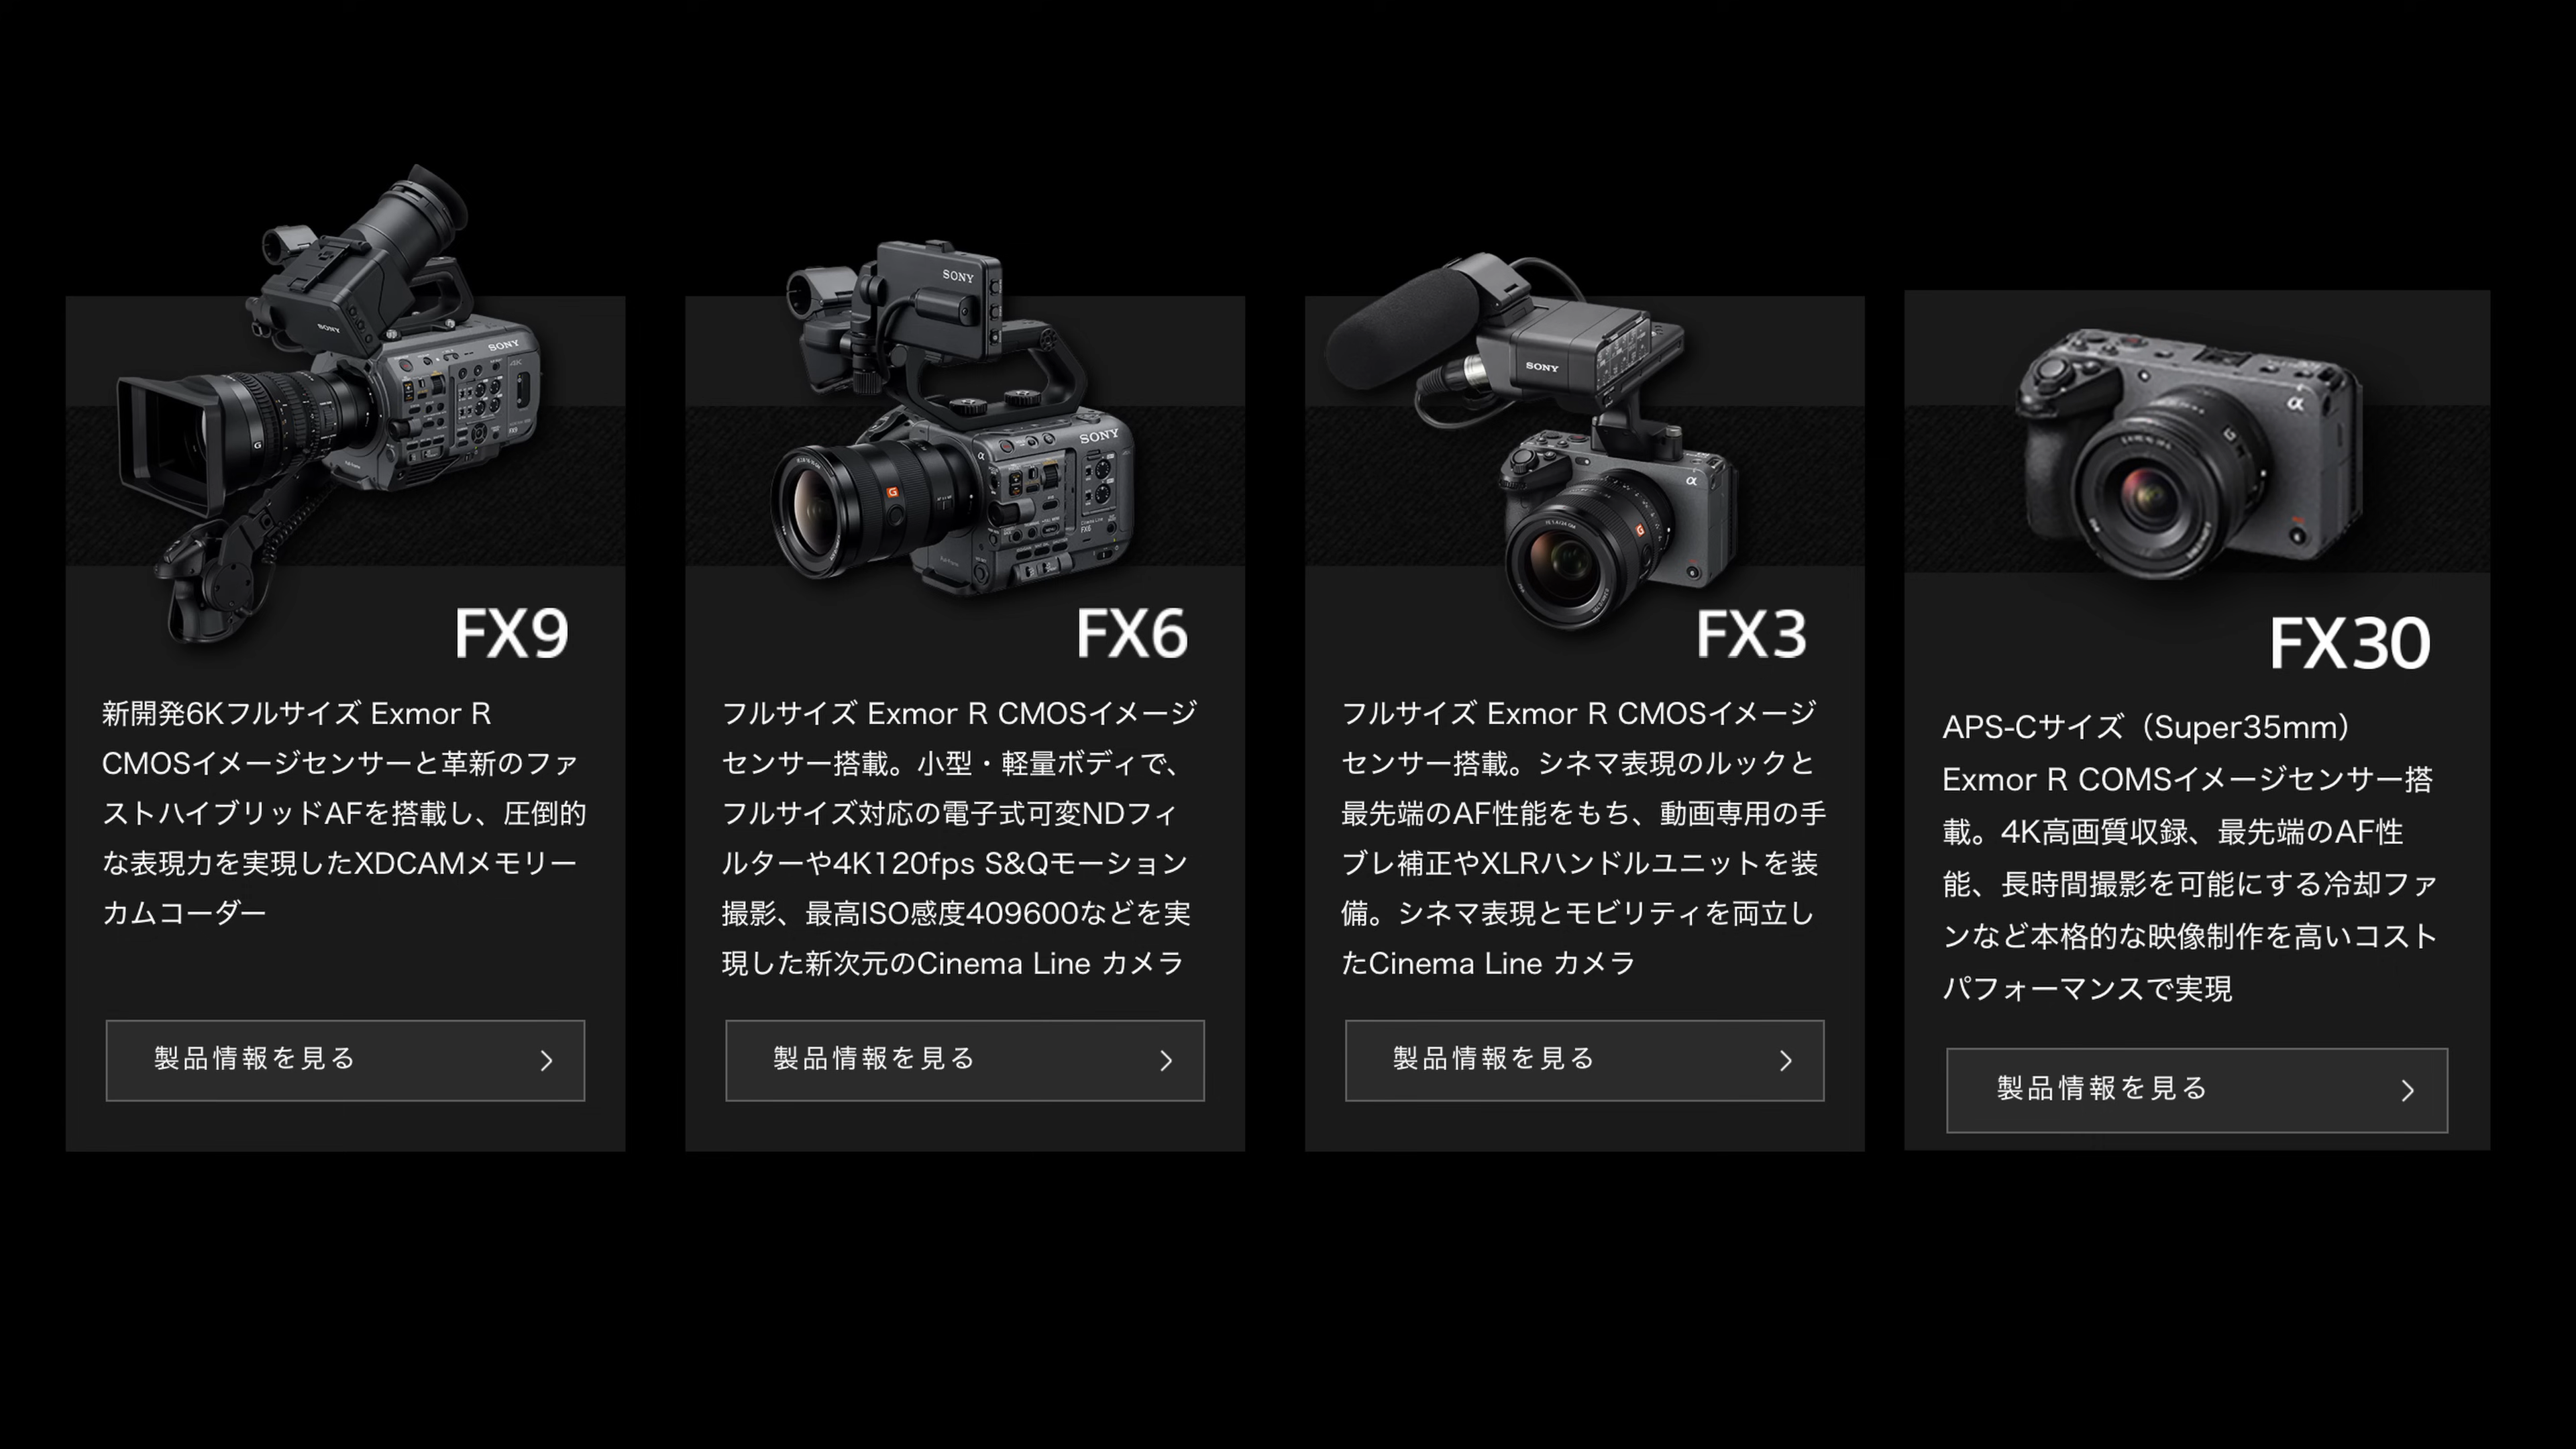 SONY
SONY
FX9
新開発6Kフルサイズ Exmor R
CMOSイメージセンサーと革新のファ
ストハイブリッドAFを搭載し、圧倒的
な表現力を実現したXDCAMメモリー
カムコーダー
製品情報を見る
SONY
SONY
FX6
フルサイズ Exmor R CMOSイメージ
センサー搭載。小型・軽量ボディで、
フルサイズ対応の電子式可変NDフィ
ルターや4K120fps S&Qモーション
撮影、最高ISO感度409600などを実
現した新次元のCinema Line カメラ
製品情報を見る
SONY
α
FX3
フルサイズ Exmor R CMOSイメージ
センサー搭載。シネマ表現のルックと
最先端のAF性能をもち、動画専用の手
ブレ補正やXLRハンドルユニットを装
備。シネマ表現とモビリティを両立し
たCinema Line カメラ
製品情報を見る
α
FX30
APS-Cサイズ（Super35mm）
Exmor R COMSイメージセンサー搭
載。4K高画質収録、最先端のAF性
能、長時間撮影を可能にする冷却ファ
ンなど本格的な映像制作を高いコスト
パフォーマンスで実現
製品情報を見る